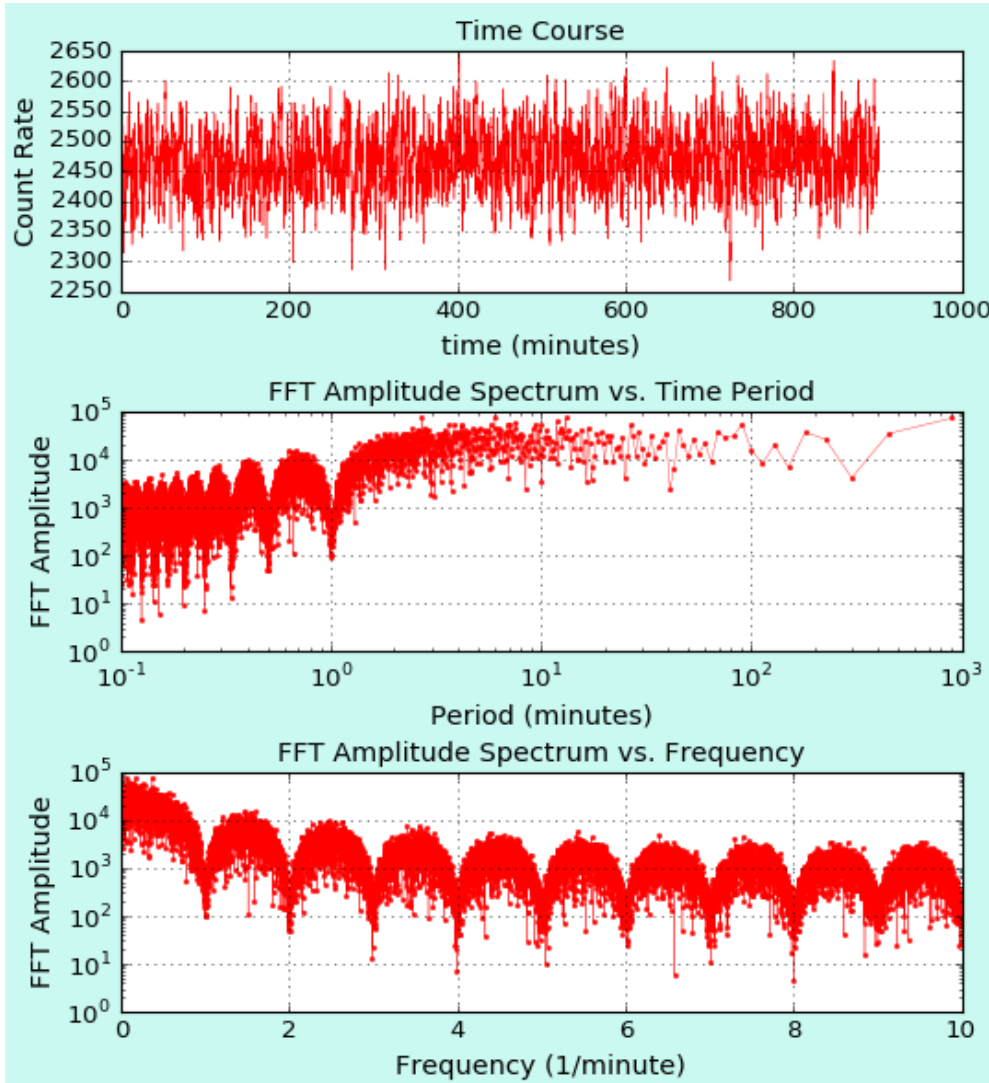 Time Course
Count Rate
2650
2600
2550
2500
2450
2400
2350
2300
2250
0 200 400 600 800 1000
time (minutes)
FFT Amplitude Spectrum vs. Time Period
FFT Amplitude
10^5
10^4
10^3
10^2
10^1
10^0
10^-1 10^0 10^1 10^2 10^3
Period (minutes)
FFT Amplitude Spectrum vs. Frequency
FFT Amplitude
10^5
10^4
10^3
10^2
10^1
10^0
0 2 4 6 8 10
Frequency (1/minute)